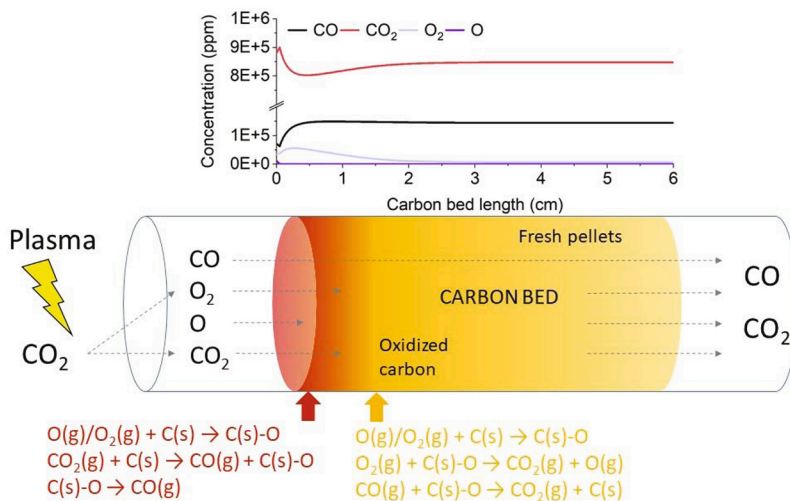 CO CO₂ O₂ O
Concentration (ppm)
1E+6
9E+5
8E+5
1E+5
0E+0
0 1 2 3 4 5 6
Carbon bed length (cm)
Plasma
CO₂
CO
O₂
O
CO₂
Fresh pellets
CARBON BED
Oxidized
carbon
CO
CO₂
O(g)/O₂(g) + C(s) → C(s)-O
CO₂(g) + C(s) → CO(g) + C(s)-O
C(s)-O → CO(g)
O(g)/O₂(g) + C(s) → C(s)-O
O₂(g) + C(s)-O → CO₂(g) + O(g)
CO(g) + C(s)-O → CO₂(g) + C(s)